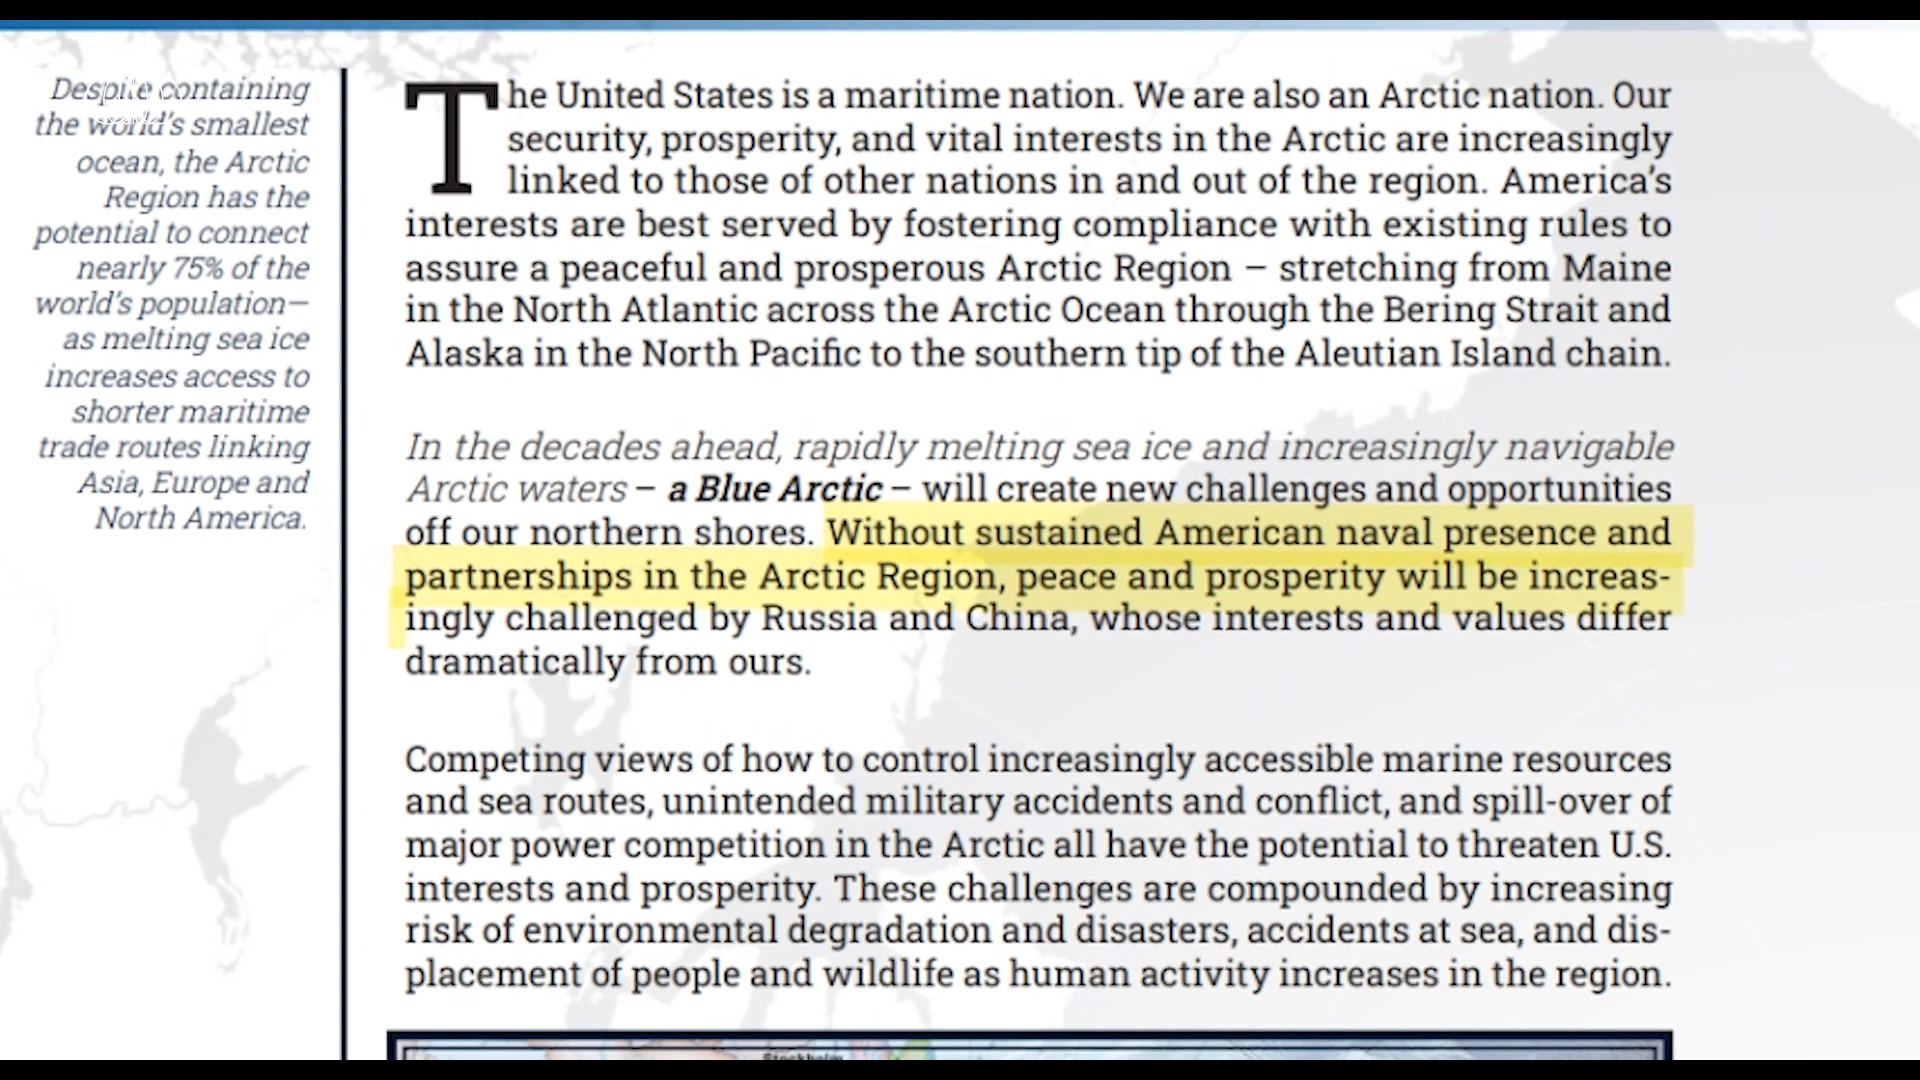 Despite containing
the world's smallest
ocean, the Arctic
Region has the
potential to connect
nearly 75% of the
world's population—
as melting sea ice
increases access to
shorter maritime
trade routes linking
Asia, Europe and
North America.
The United States is a maritime nation. We are also an Arctic nation. Our
security, prosperity, and vital interests in the Arctic are increasingly
linked to those of other nations in and out of the region. America's
interests are best served by fostering compliance with existing rules to
assure a peaceful and prosperous Arctic Region – stretching from Maine
in the North Atlantic across the Arctic Ocean through the Bering Strait and
Alaska in the North Pacific to the southern tip of the Aleutian Island chain.
In the decades ahead, rapidly melting sea ice and increasingly navigable
Arctic waters – a Blue Arctic – will create new challenges and opportunities
off our northern shores. Without sustained American naval presence and
partnerships in the Arctic Region, peace and prosperity will be increas-
ingly challenged by Russia and China, whose interests and values differ
dramatically from ours.
Competing views of how to control increasingly accessible marine resources
and sea routes, unintended military accidents and conflict, and spill-over of
major power competition in the Arctic all have the potential to threaten U.S.
interests and prosperity. These challenges are compounded by increasing
risk of environmental degradation and disasters, accidents at sea, and dis-
placement of people and wildlife as human activity increases in the region.
Stockholm